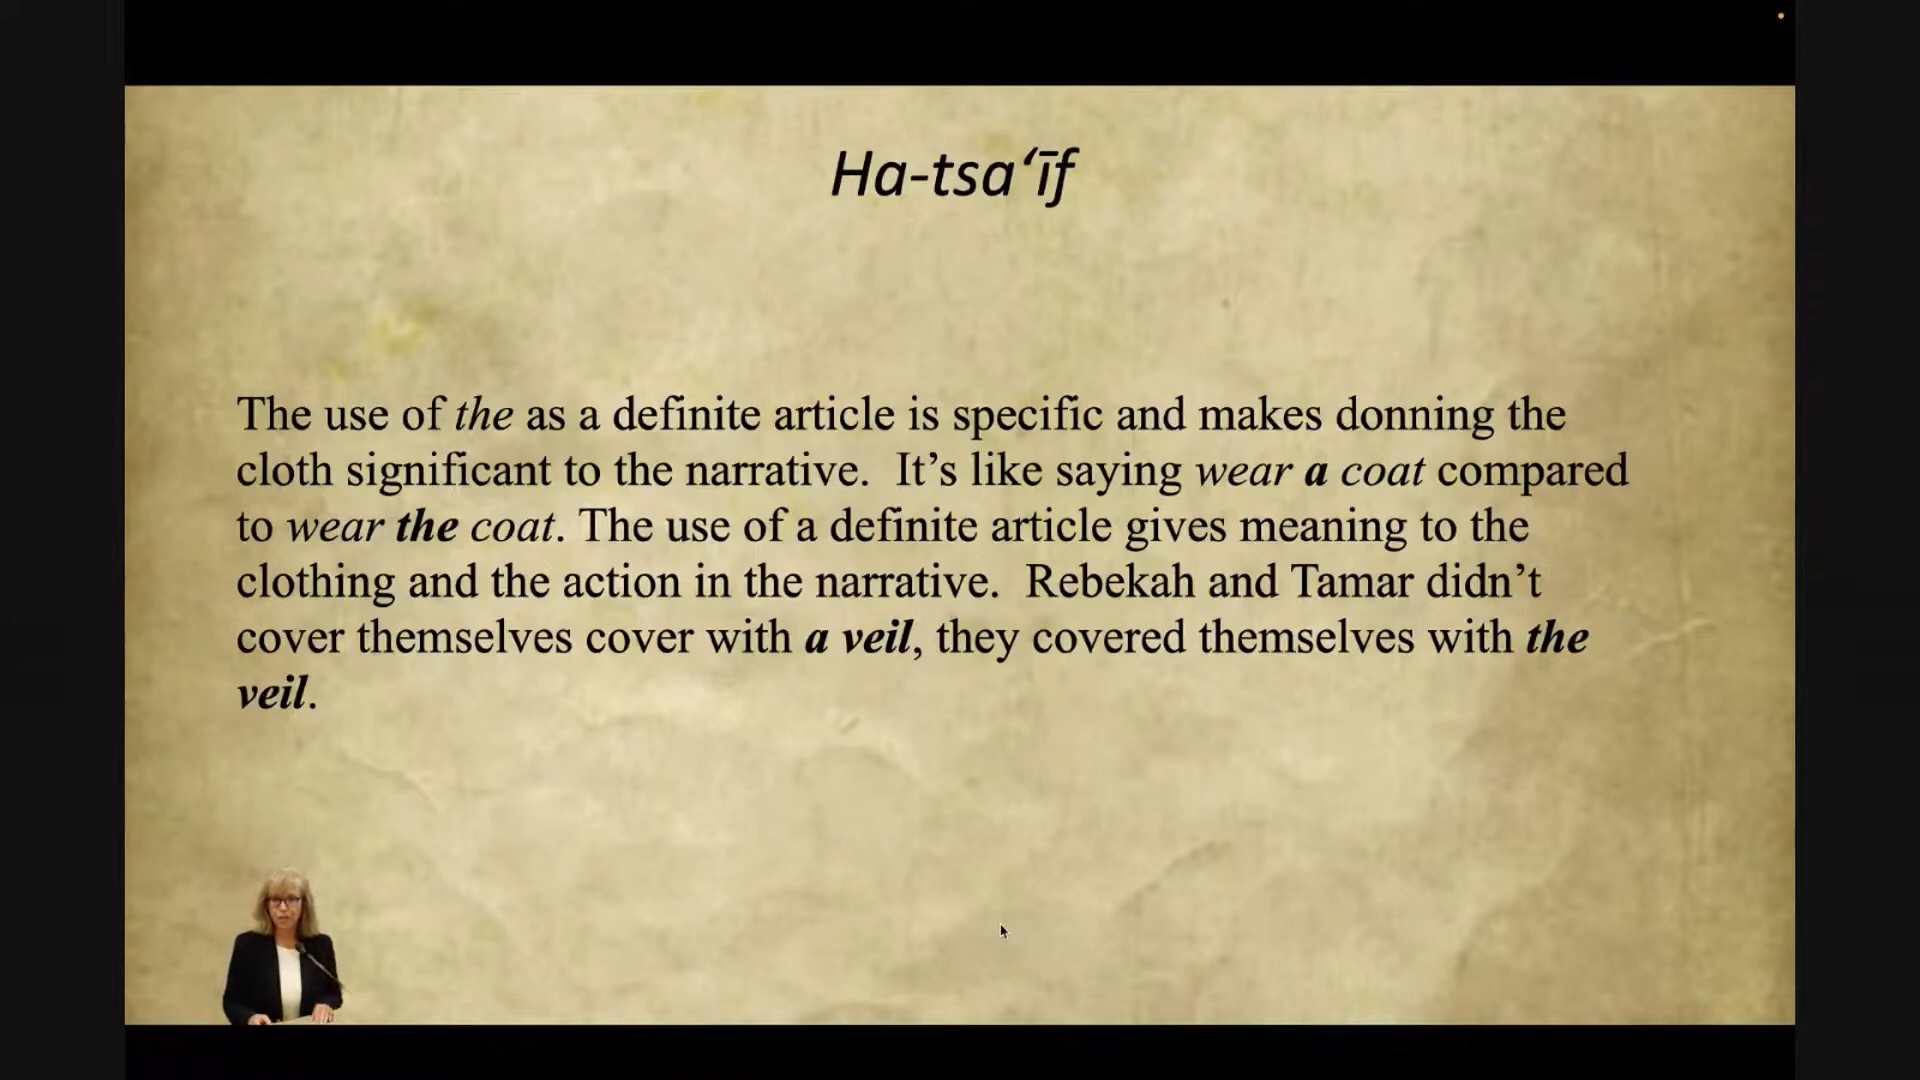 Ha-tsa‘īf
The use of the as a definite article is specific and makes donning the
cloth significant to the narrative.  It’s like saying wear a coat compared
to wear the coat. The use of a definite article gives meaning to the
clothing and the action in the narrative.  Rebekah and Tamar didn’t
cover themselves cover with a veil, they covered themselves with the
veil.